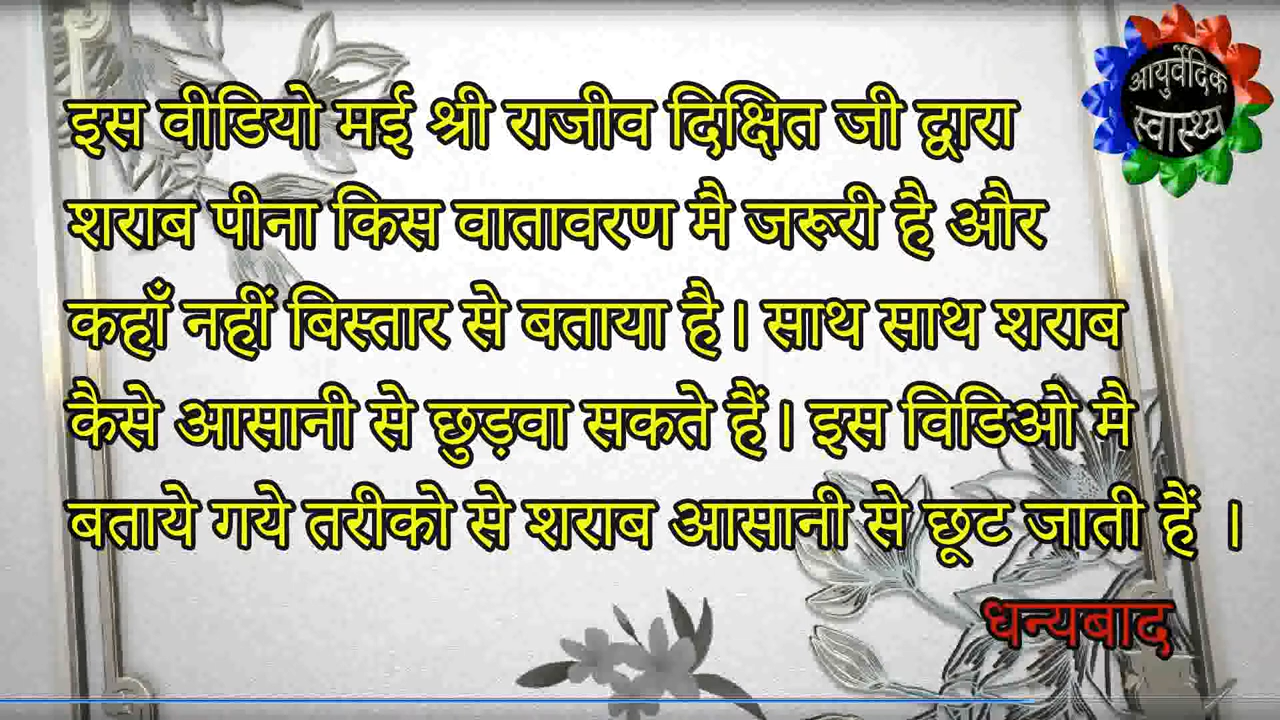 इस वीडियो मई श्री राजीव दिक्षित जी द्वारा
शराब पीना किस वातावरण मै जरूरी है और
कहाँ नहीं बिस्तार से बताया है। साथ साथ शराब
कैसे आसानी से छुड़वा सकते हैं। इस विडिओ मै
बताये गये तरीको से शराब आसानी से छूट जाती हैं ।
धन्यबाद
आयुर्वेदिक
स्वास्थ्य